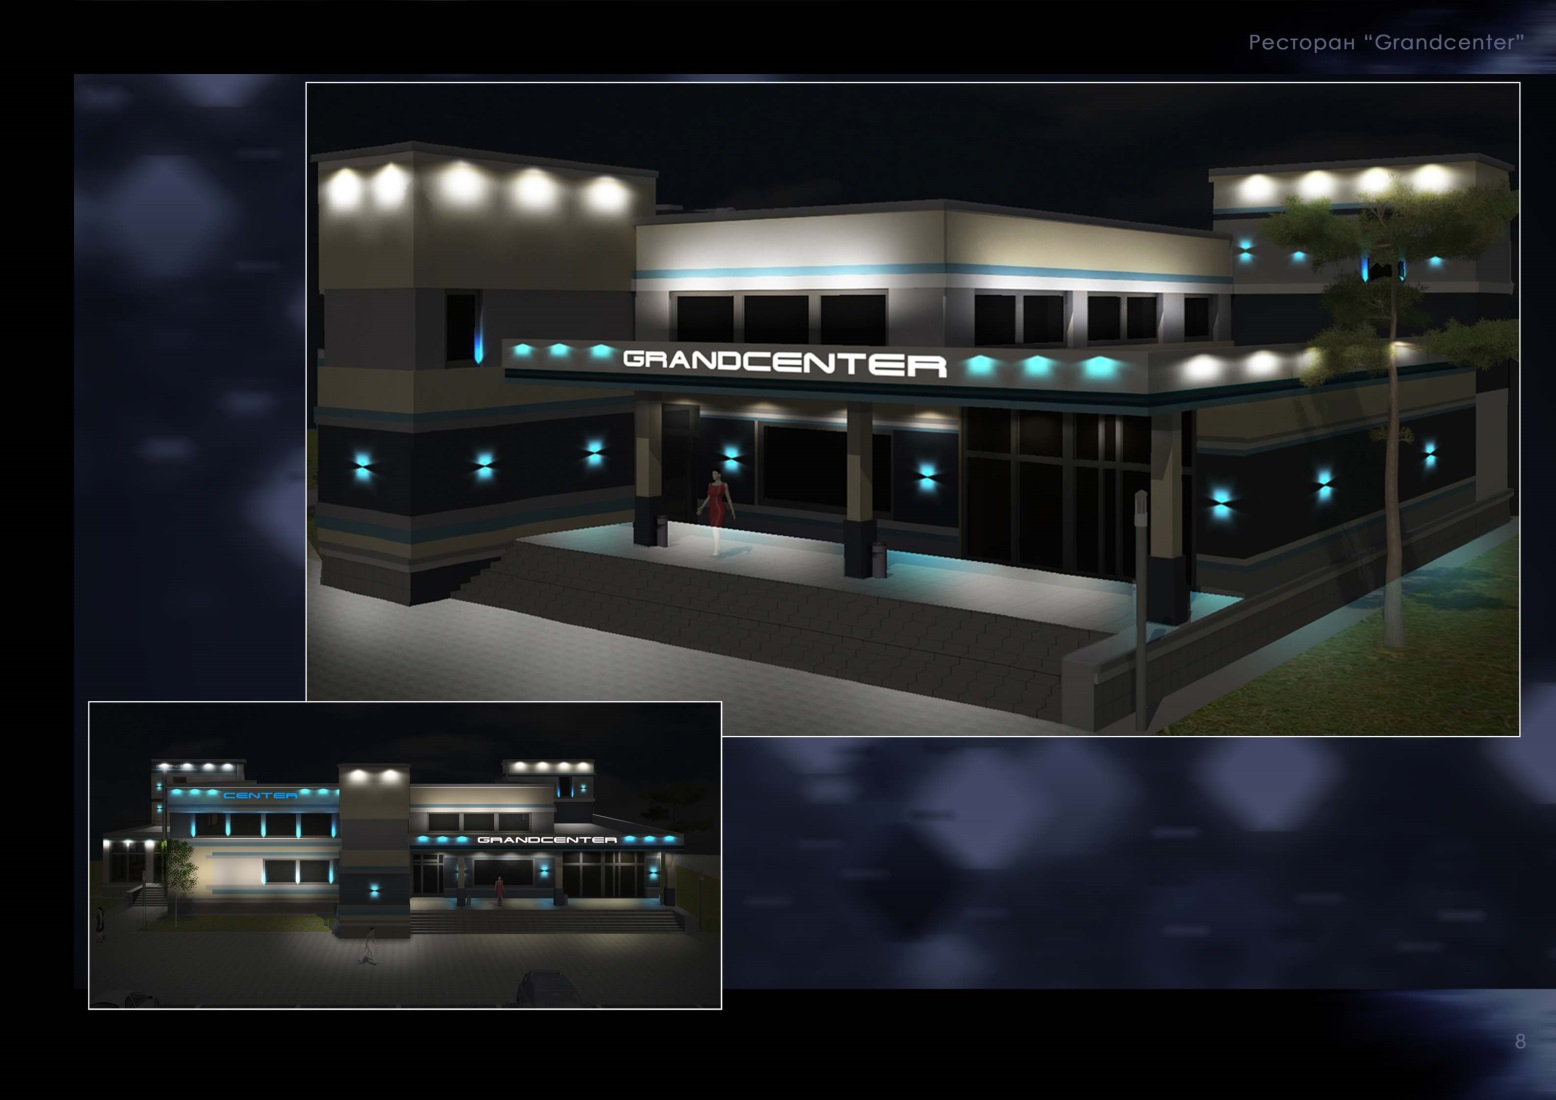 Ресторан “Grandcenter”
GRANDCENTER
CENTER
GRANDCENTER
8